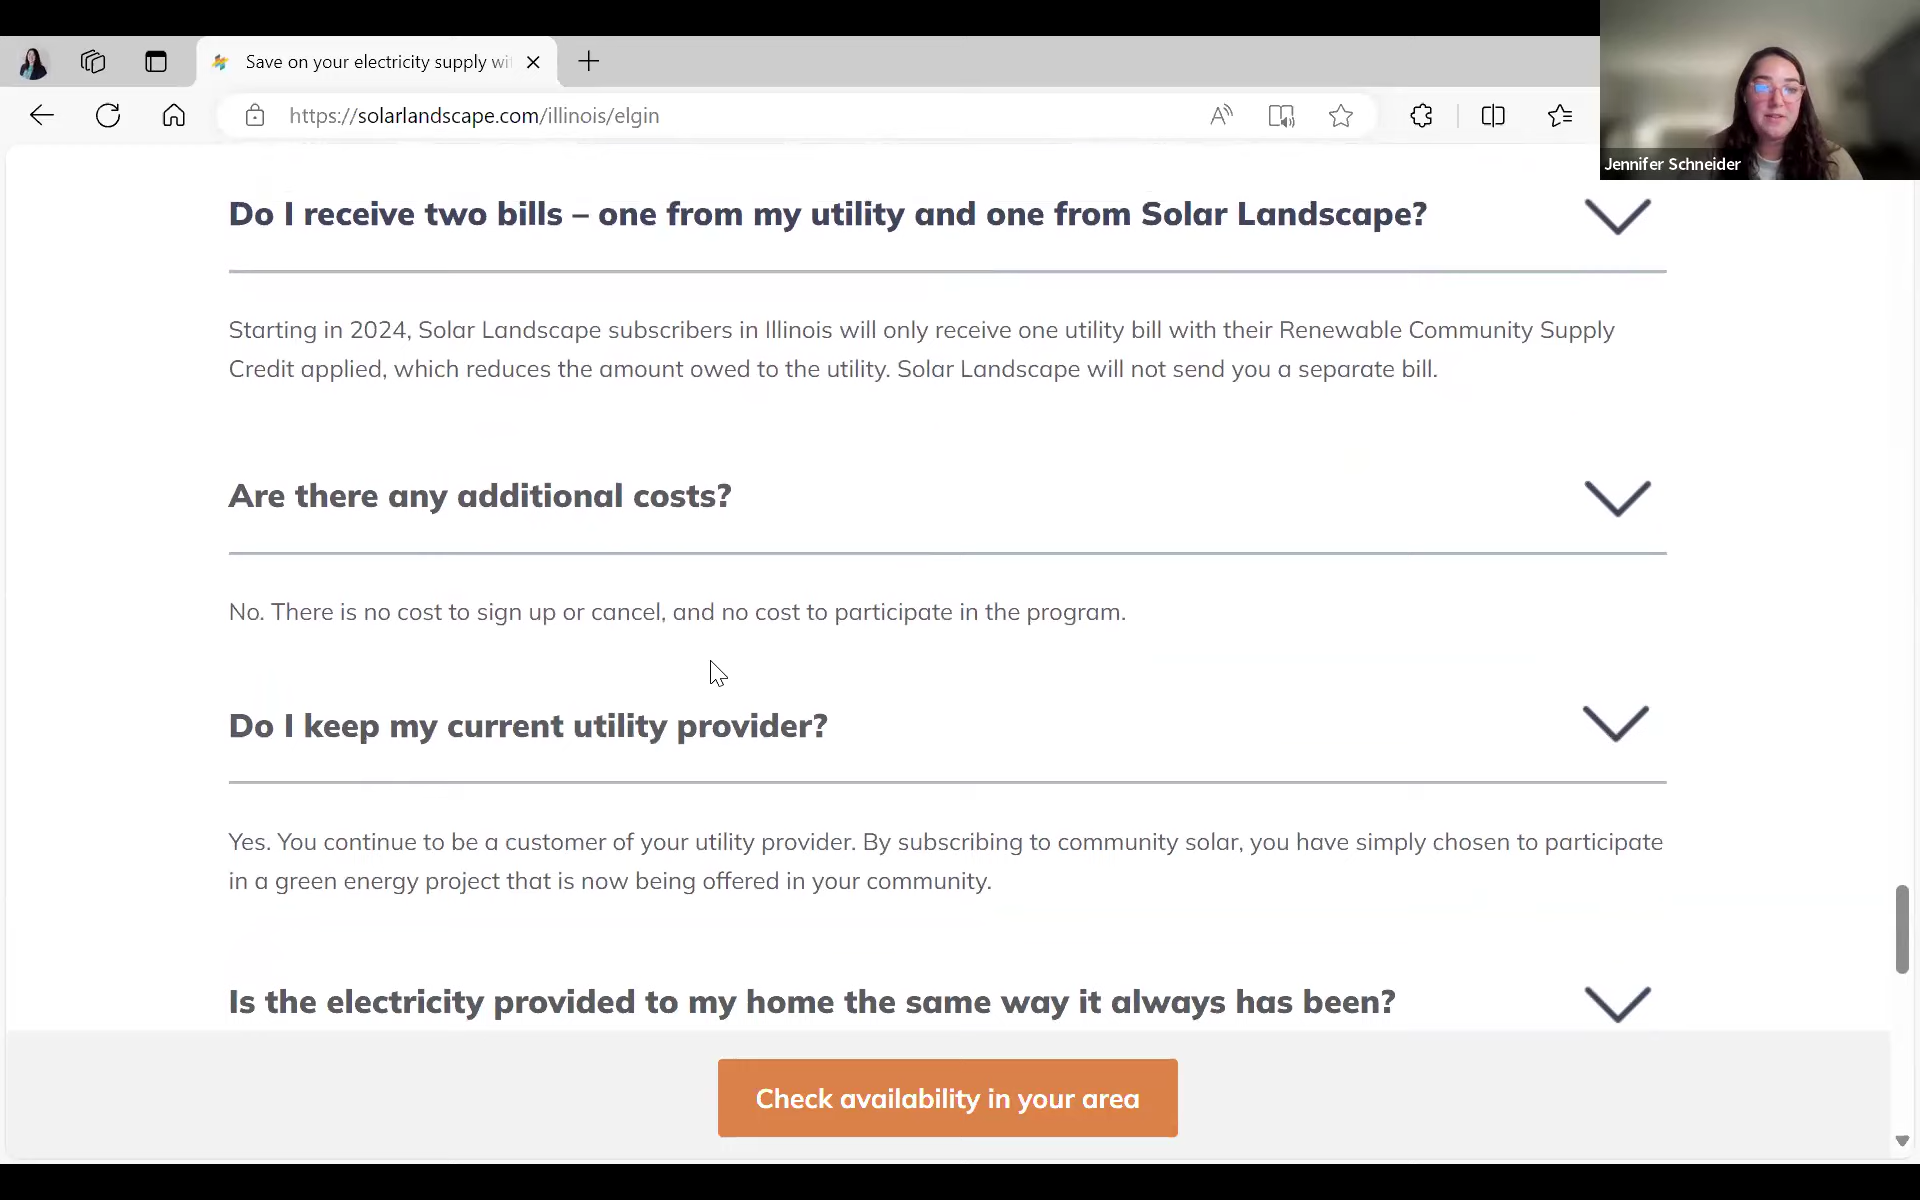 Save on your electricity supply wi
https://solarlandscape.com/illinois/elgin
Jennifer Schneider
Do I receive two bills – one from my utility and one from Solar Landscape?
Starting in 2024, Solar Landscape subscribers in Illinois will only receive one utility bill with their Renewable Community Supply
Credit applied, which reduces the amount owed to the utility. Solar Landscape will not send you a separate bill.
Are there any additional costs?
No. There is no cost to sign up or cancel, and no cost to participate in the program.
Do I keep my current utility provider?
Yes. You continue to be a customer of your utility provider. By subscribing to community solar, you have simply chosen to participate
in a green energy project that is now being offered in your community.
Is the electricity provided to my home the same way it always has been?
Check availability in your area